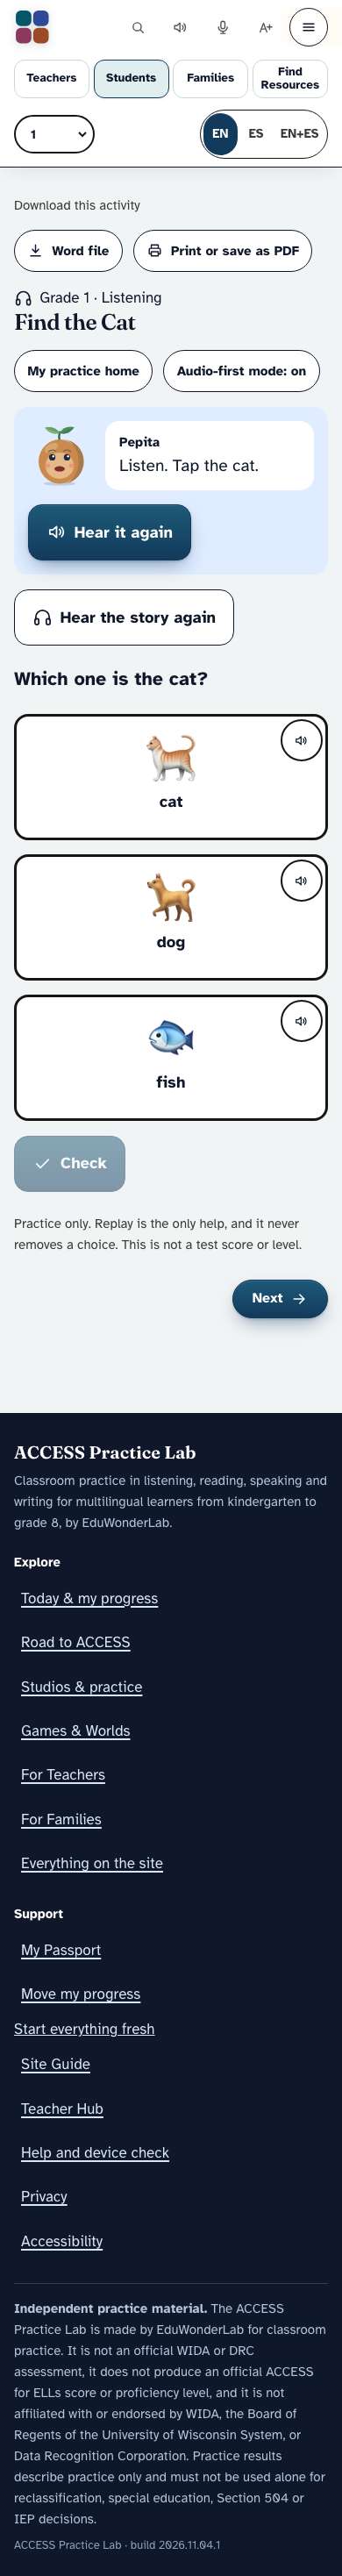 A+
Teachers
Students
Families
Find
Resources
1
EN
ES
EN+ES
Download this activity
Word file
Print or save as PDF
Grade 1 · Listening
Find the Cat
My practice home
Audio-first mode: on
Pepita
Listen. Tap the cat.
Hear it again
Hear the story again
Which one is the cat?
cat
dog
fish
Check
Practice only. Replay is the only help, and it never
removes a choice. This is not a test score or level.
Next
ACCESS Practice Lab
Classroom practice in listening, reading, speaking and
writing for multilingual learners from kindergarten to
grade 8, by EduWonderLab.
Explore
Today & my progress
Road to ACCESS
Studios & practice
Games & Worlds
For Teachers
For Families
Everything on the site
Support
My Passport
Move my progress
Start everything fresh
Site Guide
Teacher Hub
Help and device check
Privacy
Accessibility
Independent practice material. The ACCESS
Practice Lab is made by EduWonderLab for classroom
practice. It is not an official WIDA or DRC
assessment, it does not produce an official ACCESS
for ELLs score or proficiency level, and it is not
affiliated with or endorsed by WIDA, the Board of
Regents of the University of Wisconsin System, or
Data Recognition Corporation. Practice results
describe practice only and must not be used alone for
reclassification, special education, Section 504 or
IEP decisions.
ACCESS Practice Lab · build 2026.11.04.1